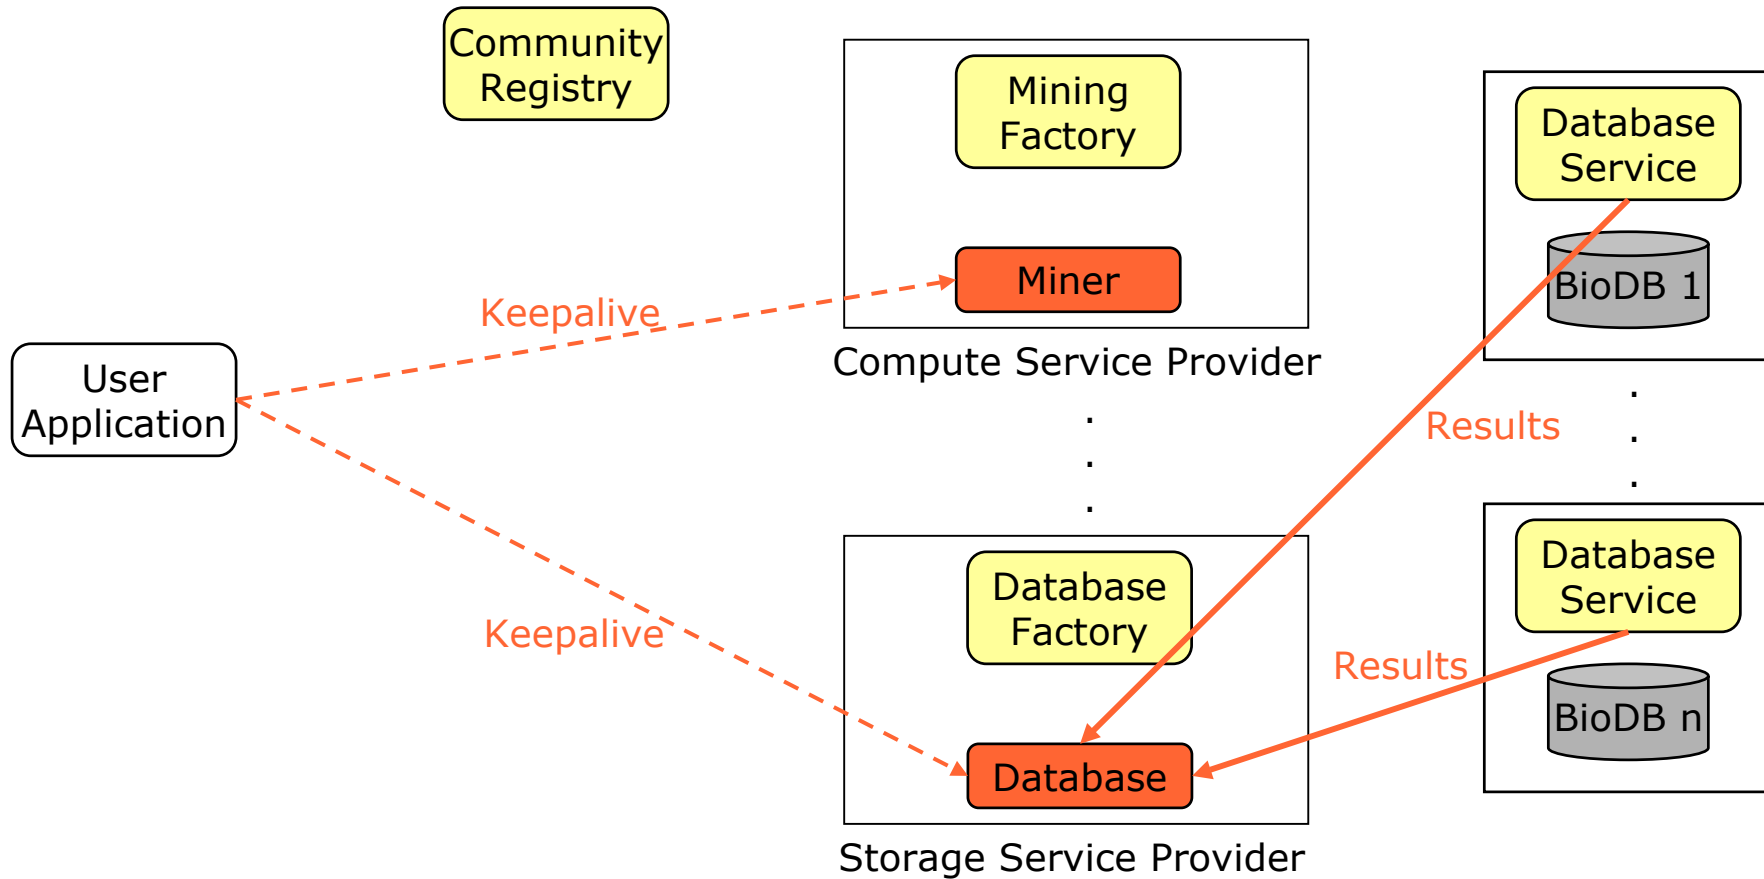 Community
Registry
Mining
Factory
Database
Service
Miner
BioDB 1
Keepalive
Compute Service Provider
User
Application
.
.
.
Results
.
.
.
Database
Factory
Database
Service
Keepalive
Results
BioDB n
Database
Storage Service Provider